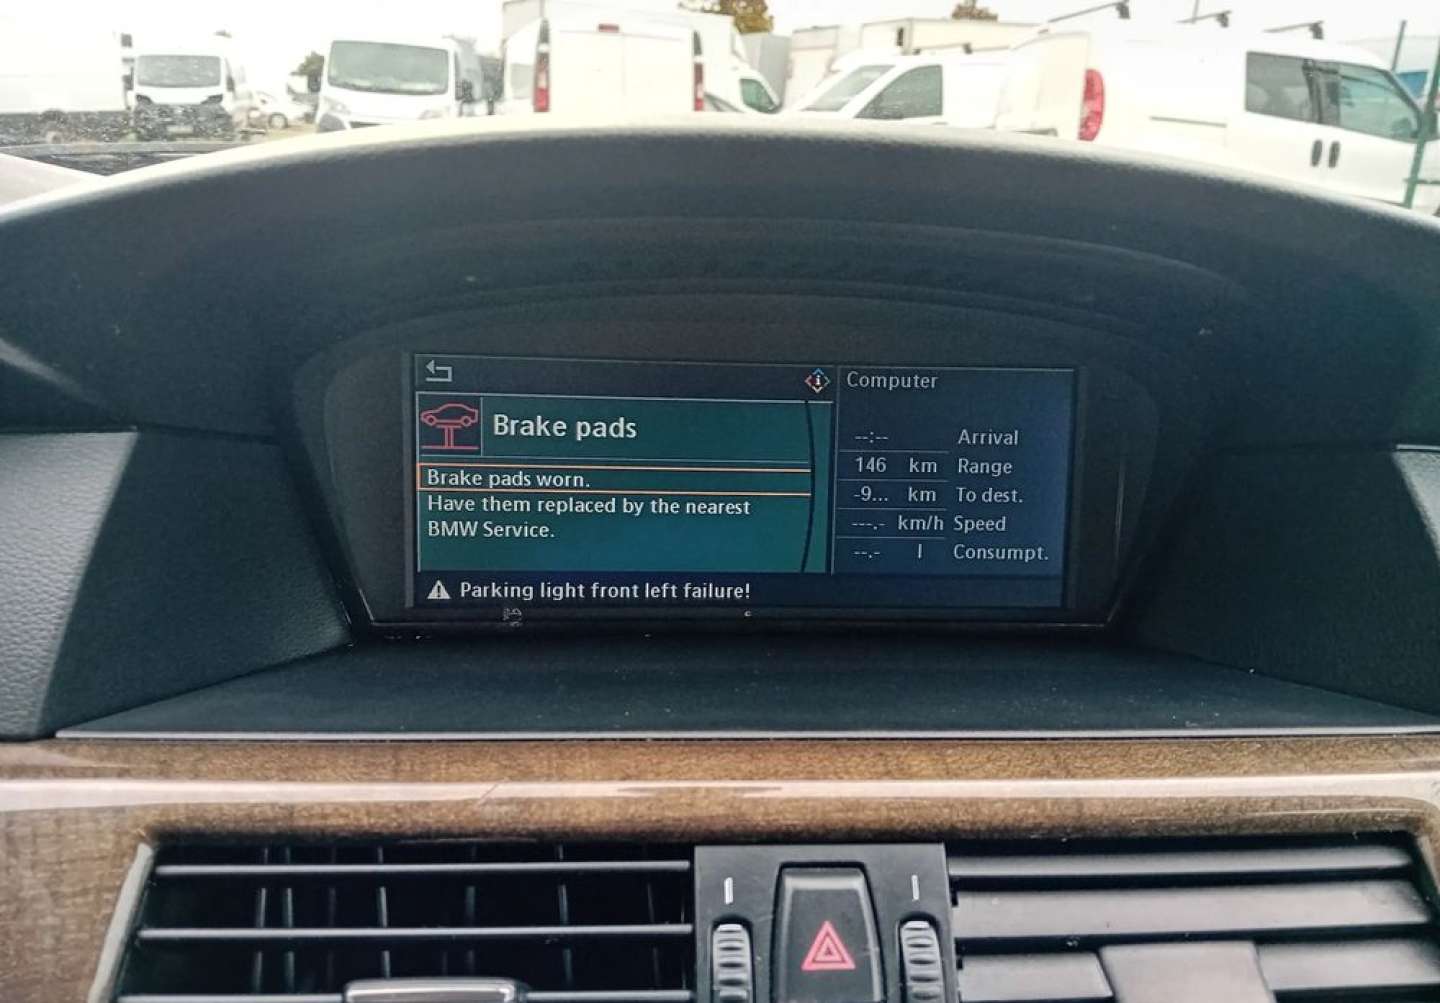 Computer
Brake pads
Brake pads worn.
Have them replaced by the nearest
BMW Service.
--:-- Arrival
146 km Range
-9... km To dest.
---.- km/h Speed
--.- l Consumpt.
Parking light front left failure!